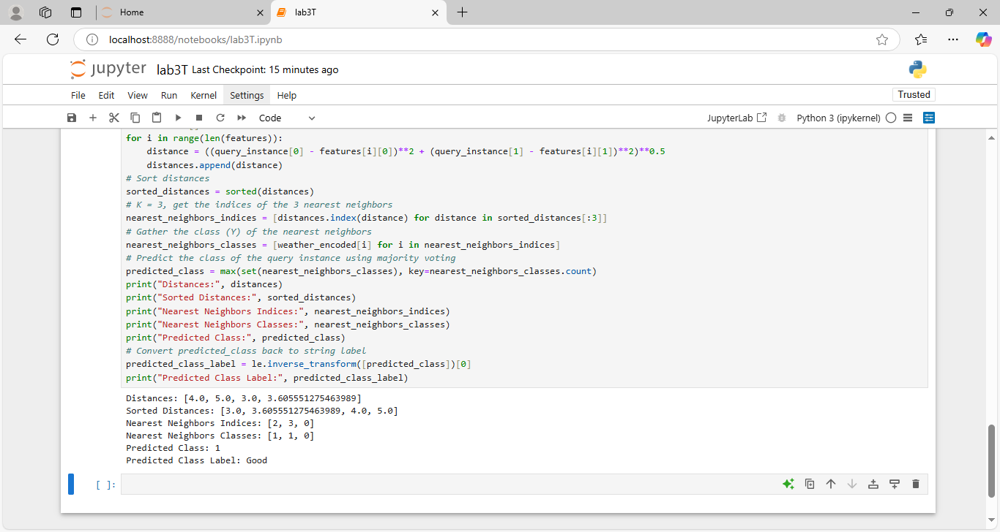 Home
lab3T
localhost:8888/notebooks/lab3T.ipynb
jupyter lab3T Last Checkpoint: 15 minutes ago
File Edit View Run Kernel Settings Help
Trusted
Code
JupyterLab
Python 3 (ipykernel)
for i in range(len(features)):
    distance = ((query_instance[0] - features[i][0])**2 + (query_instance[1] - features[i][1])**2)**0.5
    distances.append(distance)
# Sort distances
sorted_distances = sorted(distances)
# K = 3, get the indices of the 3 nearest neighbors
nearest_neighbors_indices = [distances.index(distance) for distance in sorted_distances[:3]]
# Gather the class (Y) of the nearest neighbors
nearest_neighbors_classes = [weather_encoded[i] for i in nearest_neighbors_indices]
# Predict the class of the query instance using majority voting
predicted_class = max(set(nearest_neighbors_classes), key=nearest_neighbors_classes.count)
print("Distances:", distances)
print("Sorted Distances:", sorted_distances)
print("Nearest Neighbors Indices:", nearest_neighbors_indices)
print("Nearest Neighbors Classes:", nearest_neighbors_classes)
print("Predicted Class:", predicted_class)
# Convert predicted_class back to string label
predicted_class_label = le.inverse_transform([predicted_class])[0]
print("Predicted Class Label:", predicted_class_label)
Distances: [4.0, 5.0, 3.0, 3.605551275463989]
Sorted Distances: [3.0, 3.605551275463989, 4.0, 5.0]
Nearest Neighbors Indices: [2, 3, 0]
Nearest Neighbors Classes: [1, 1, 0]
Predicted Class: 1
Predicted Class Label: Good
[ ]: